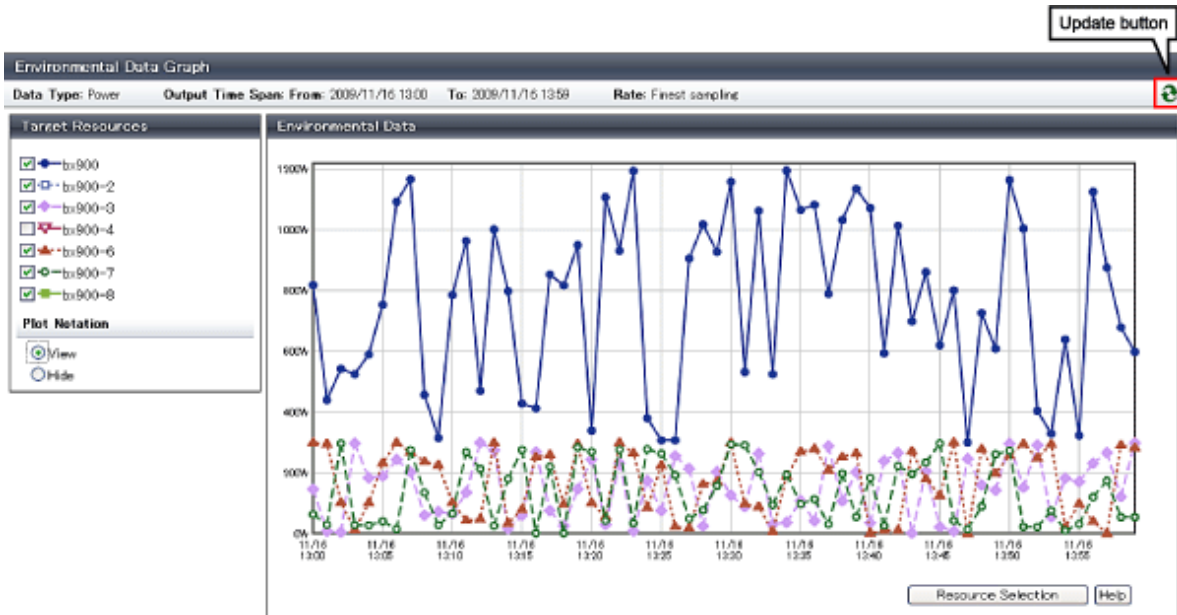 Update button
Environmental Data Graph
Data Type: Power Output Time Span: From: 2009/11/16 13:00 To: 2009/11/16 13:59 Rate: Finest sampling
Target Resources
Environmental Data
bx900
bx900-2
bx900-3
bx900-4
bx900-6
bx900-7
bx900-8
Plot Notation
View
Hide
1200W
1000W
800W
600W
400W
200W
0W
11/16 11/16 11/16 11/16 11/16 11/16 11/16 11/16 11/16 11/16 11/16 11/16
13:00 13:05 13:10 13:15 13:20 13:25 13:30 13:35 13:40 13:45 13:50 13:55
Resource Selection Help